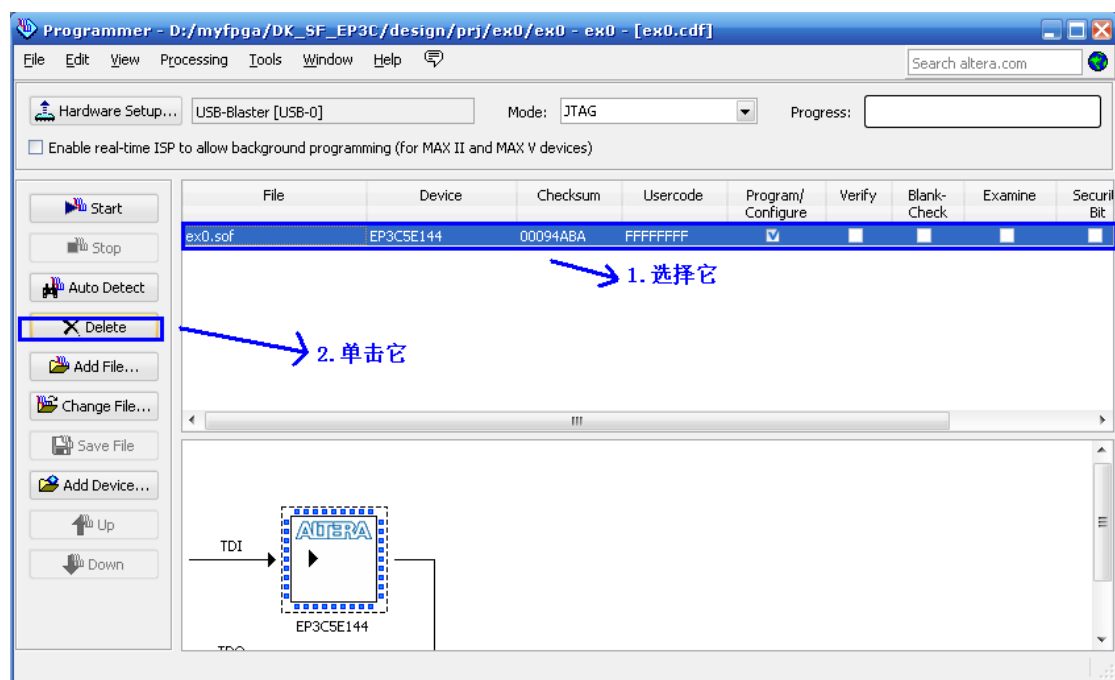 Programmer - D:/myfpga/DK_SF_EP3C/design/prj/ex0/ex0 - ex0 - [ex0.cdf]
File Edit View Processing Tools Window Help Search altera.com
Hardware Setup... USB-Blaster [USB-0] Mode: JTAG Progress:
Enable real-time ISP to allow background programming (for MAX II and MAX V devices)
File Device Checksum Usercode Program/ Verify Blank- Examine Securit
Configure Check Bit
ex0.sof EP3C5E144 00094ABA FFFFFFFF
1. 选择它
2. 单击它
Start
Stop
Auto Detect
Delete
Add File...
Change File...
Save File
Add Device...
Up
Down
ALTERA
TDI
EP3C5E144
TDO